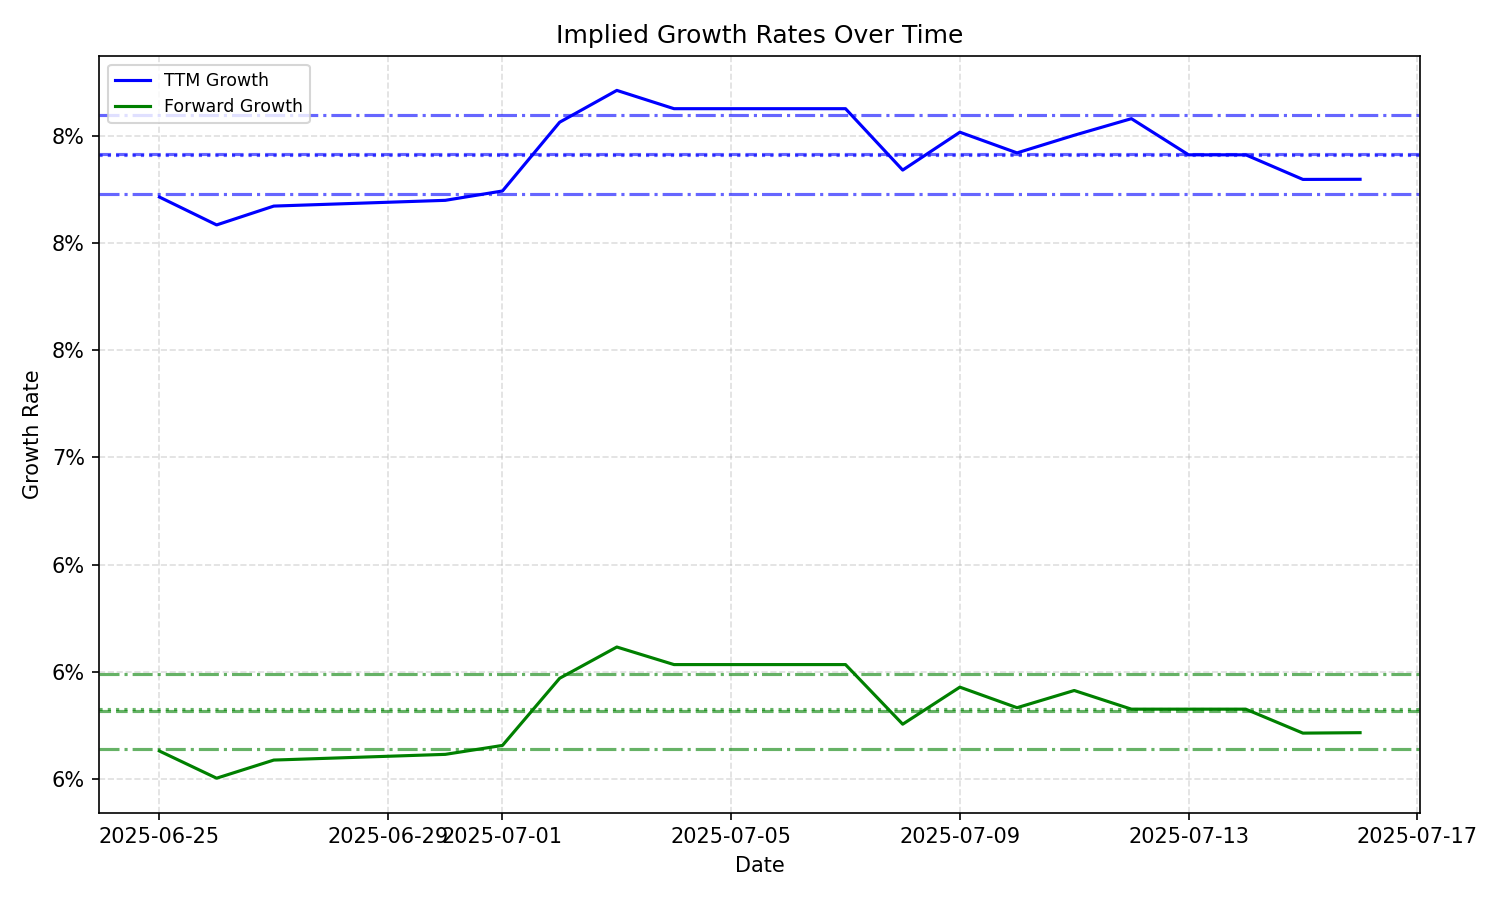 Implied Growth Rates Over Time
TTM Growth
Forward Growth
8%
8%
8%
7%
6%
6%
6%
Growth Rate
2025-06-25
2025-06-29
2025-07-01
2025-07-05
2025-07-09
2025-07-13
2025-07-17
Date